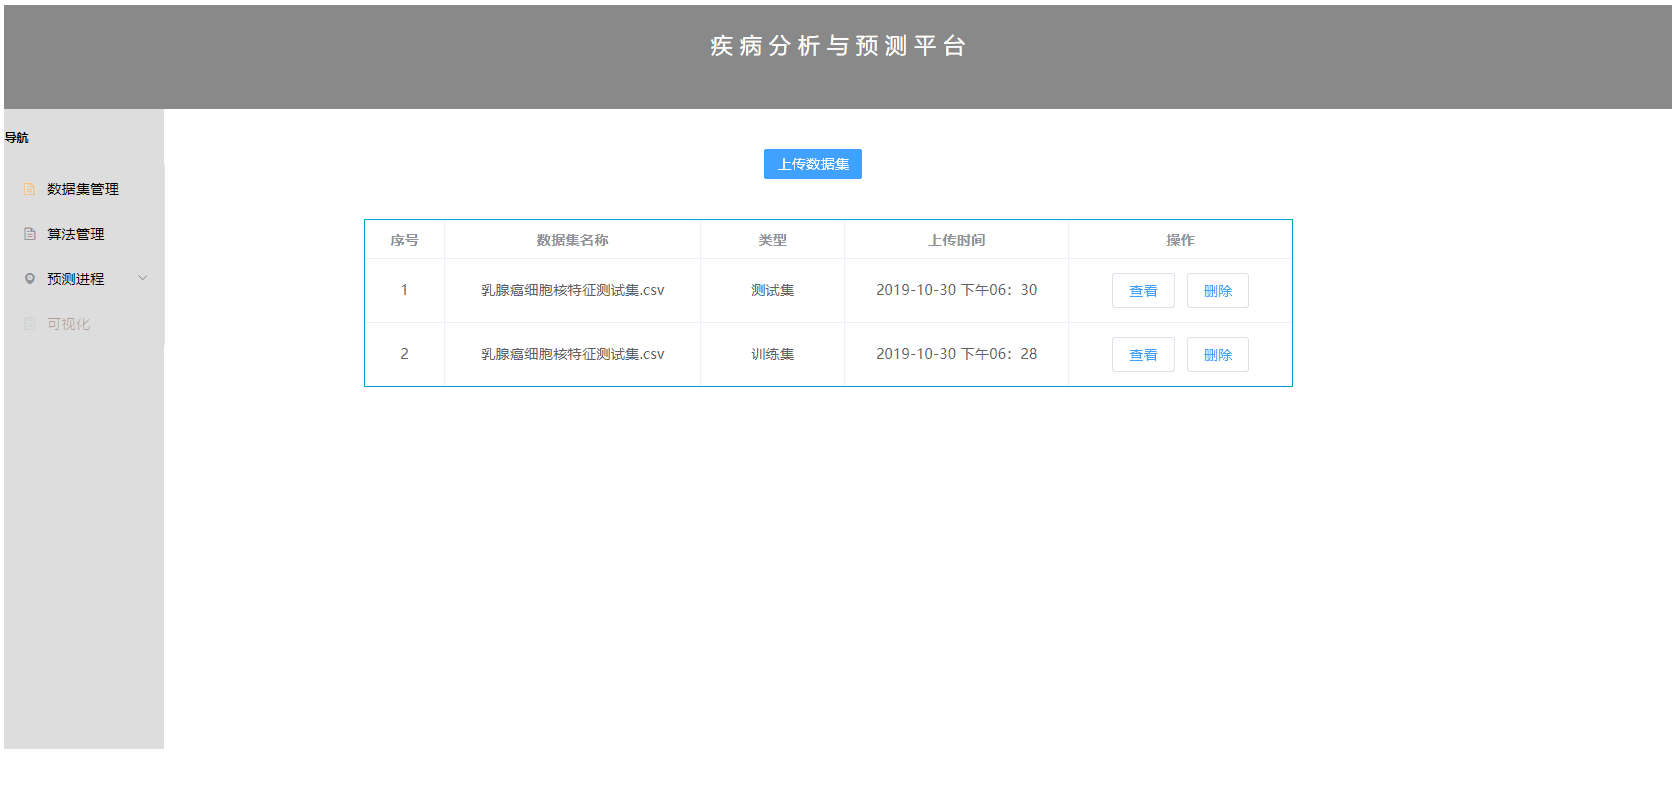 疾病分析与预测平台
导航
数据集管理
算法管理
预测进程
可视化
上传数据集
序号 数据集名称 类型 上传时间 操作
1 乳腺癌细胞核特征测试集.csv 测试集 2019-10-30 下午06：30 查看 删除
2 乳腺癌细胞核特征测试集.csv 训练集 2019-10-30 下午06：28 查看 删除